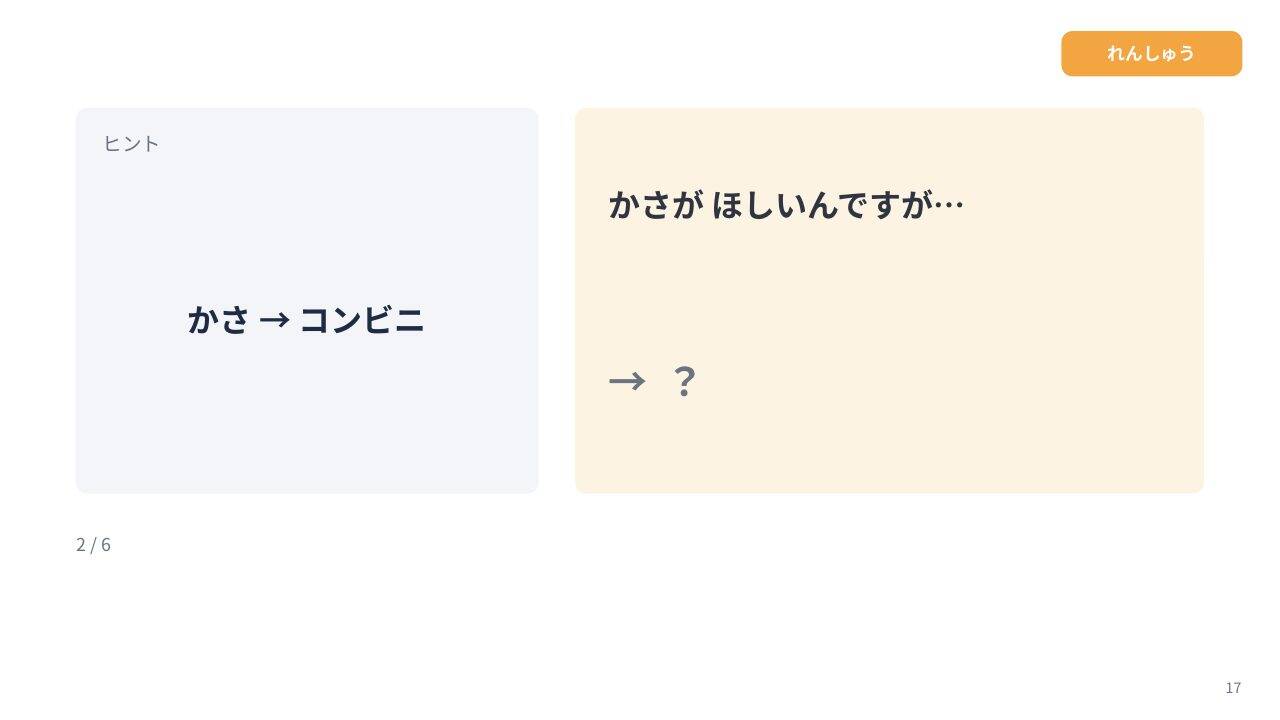 れんしゅう
ヒント
かさ → コンビニ
かさが ほしいんですが…
→ ？
2 / 6
17